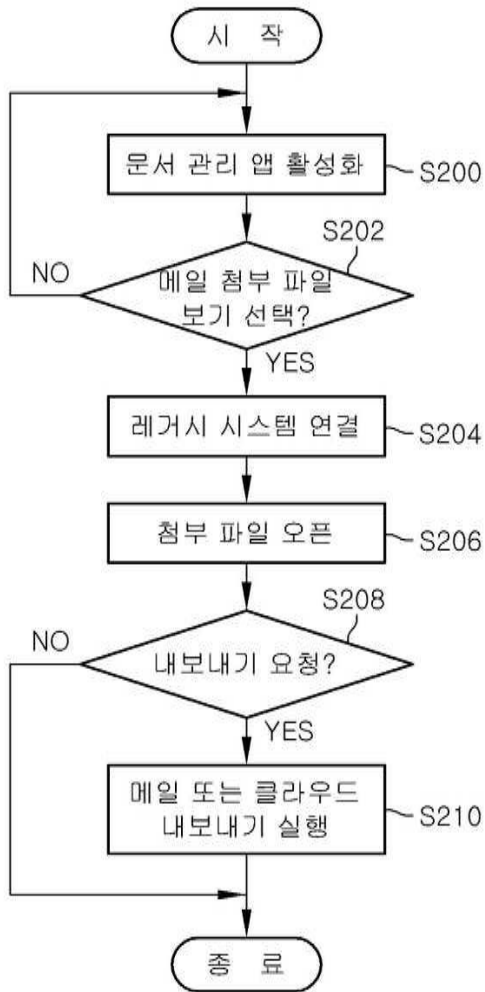 시 작
문서 관리 앱 활성화
S200
S202
NO
메일 첨부 파일
보기 선택?
YES
레거시 시스템 연결
S204
첨부 파일 오픈
S206
S208
NO
내보내기 요청?
YES
메일 또는 클라우드
내보내기 실행
S210
종 료